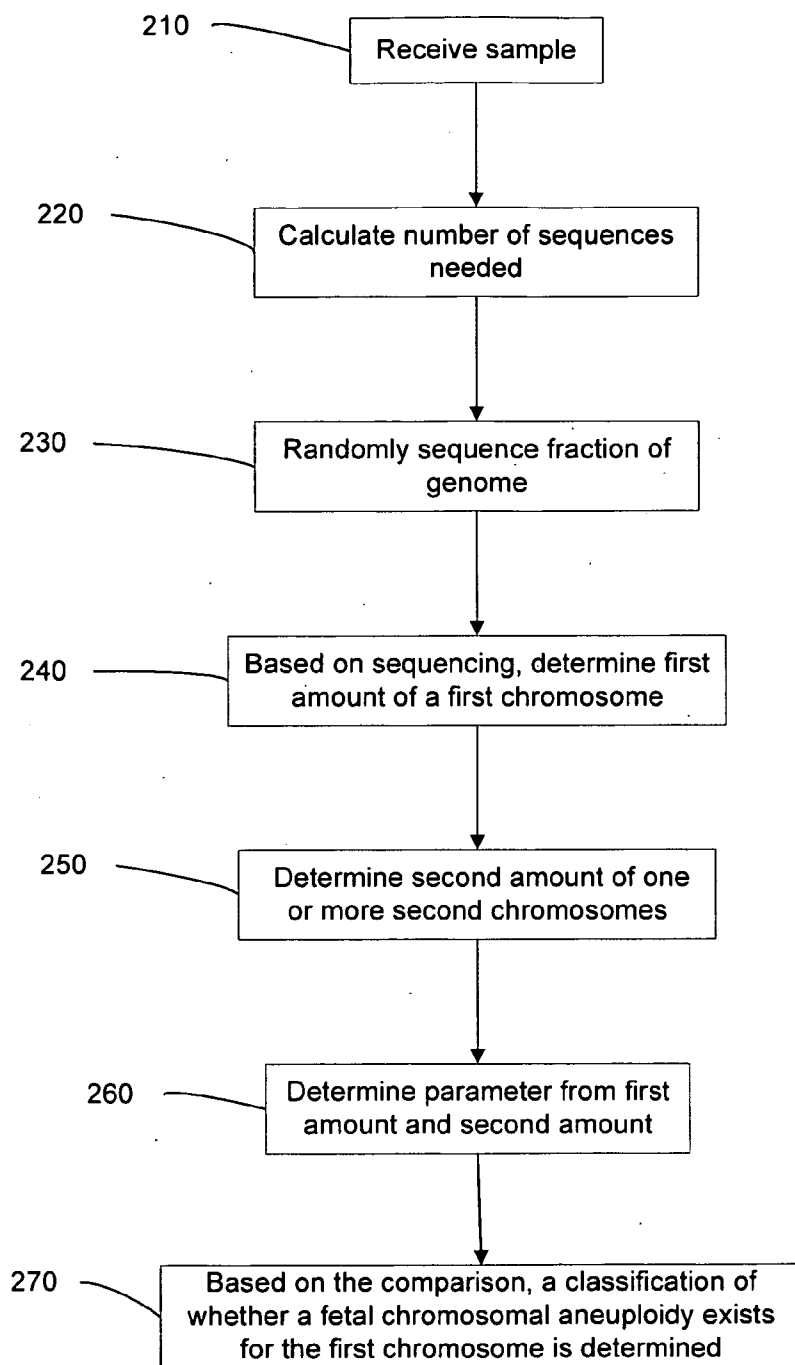 210
Receive sample
220
Calculate number of sequences
needed
230
Randomly sequence fraction of
genome
240
Based on sequencing, determine first
amount of a first chromosome
250
Determine second amount of one
or more second chromosomes
260
Determine parameter from first
amount and second amount
270
Based on the comparison, a classification of
whether a fetal chromosomal aneuploidy exists
for the first chromosome is determined